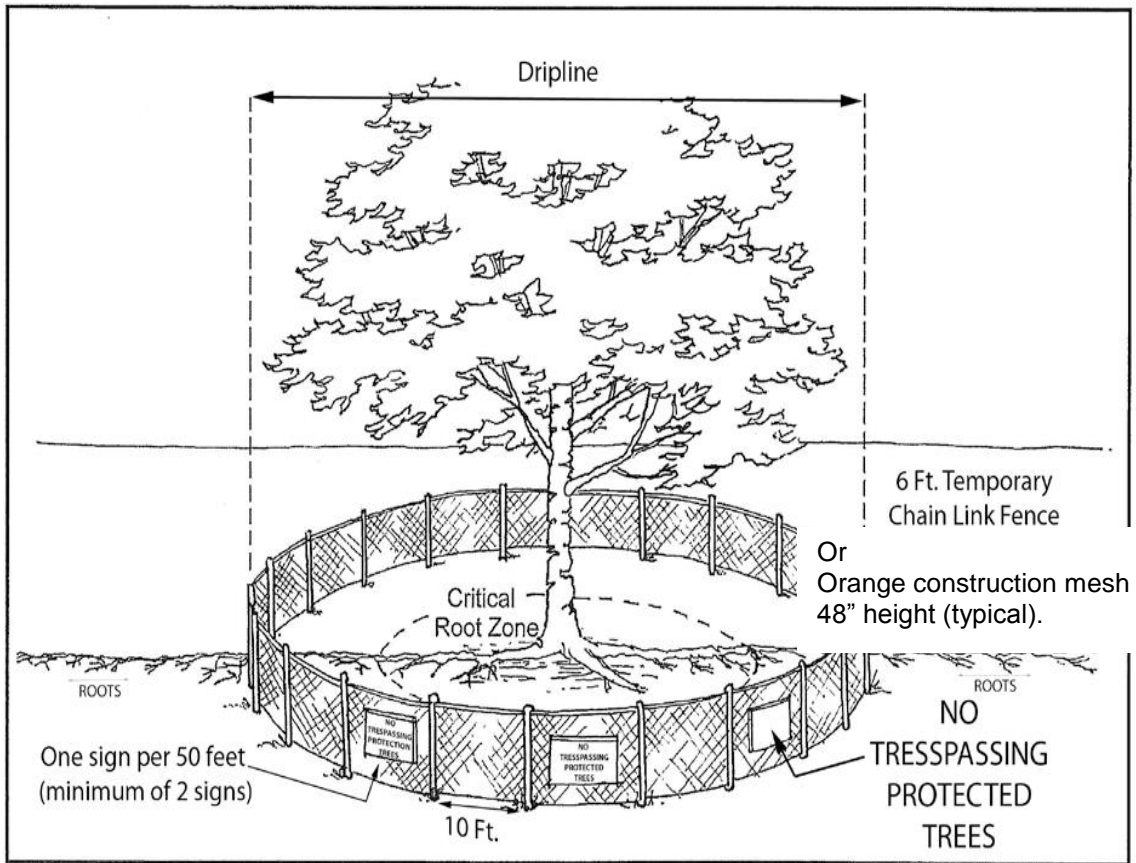 Dripline
6 Ft. Temporary
Chain Link Fence
Or
Orange construction mesh
48” height (typical).
Critical
Root Zone
ROOTS
ROOTS
NO
TRESPASSING
PROTECTION
TREES
NO
TRESSPASSING
PROTECTED
TREES
One sign per 50 feet
(minimum of 2 signs)
10 Ft.
NO
TRESSPASSING
PROTECTED
TREES